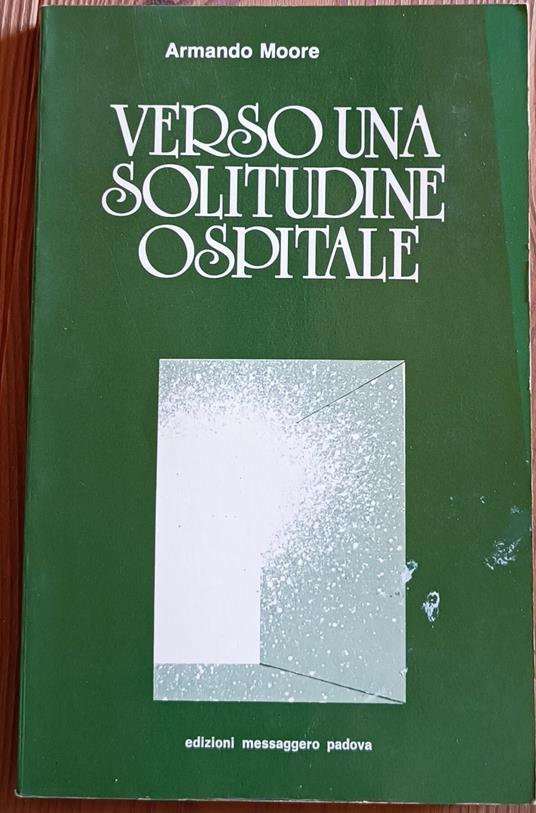 Armando Moore
VERSO UNA
SOLITUDINE
OSPITALE
edizioni messaggero padova